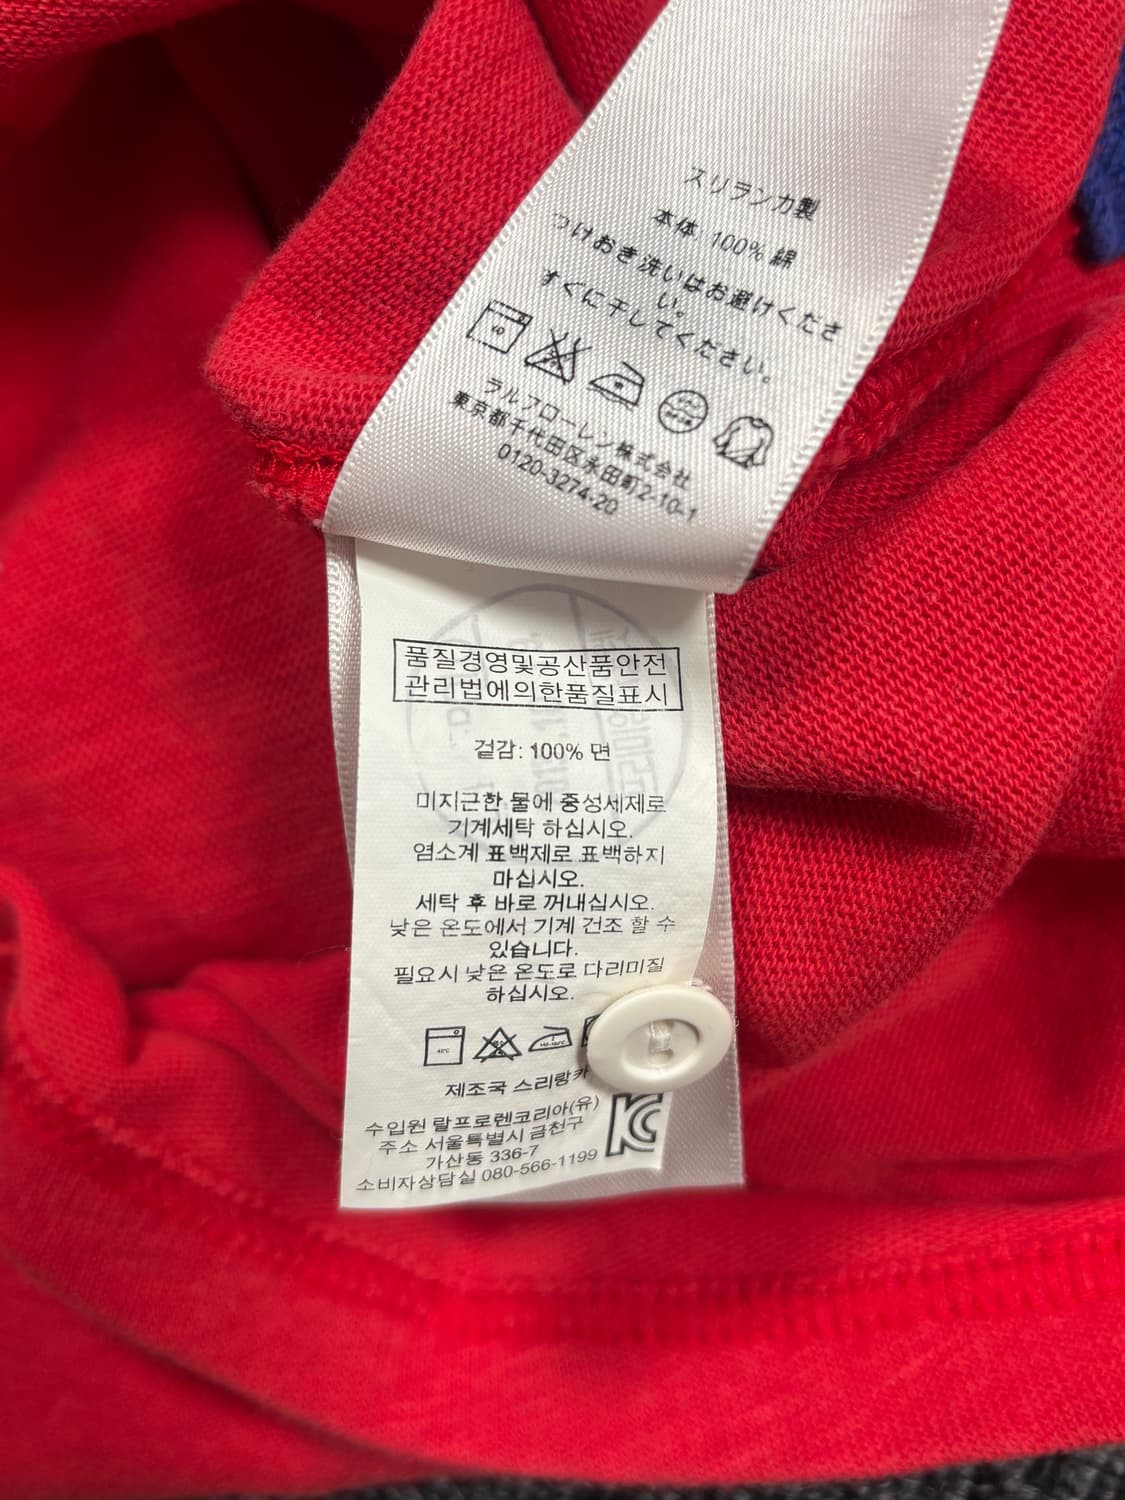 スリランカ製
本体: 100% 綿
つけおき洗いはお避けくださ
い。
すぐに干してください。
40
ラルフローレン株式会社
東京都千代田区永田町2-10-1
0120-3274-20
품질경영및공산품안전
관리법에의한품질표시
겉감: 100% 면
미지근한 물에 중성세제로
기계세탁 하십시오.
염소계 표백제로 표백하지
마십시오.
세탁 후 바로 꺼내십시오.
낮은 온도에서 기계 건조 할 수
있습니다.
필요시 낮은 온도로 다리미질
하십시오.
40°C
제조국 스리랑카
수입원 랄프로렌코리아(유)
주소 서울특별시 금천구
가산동 336-7
소비자상담실 080-566-1199
KC